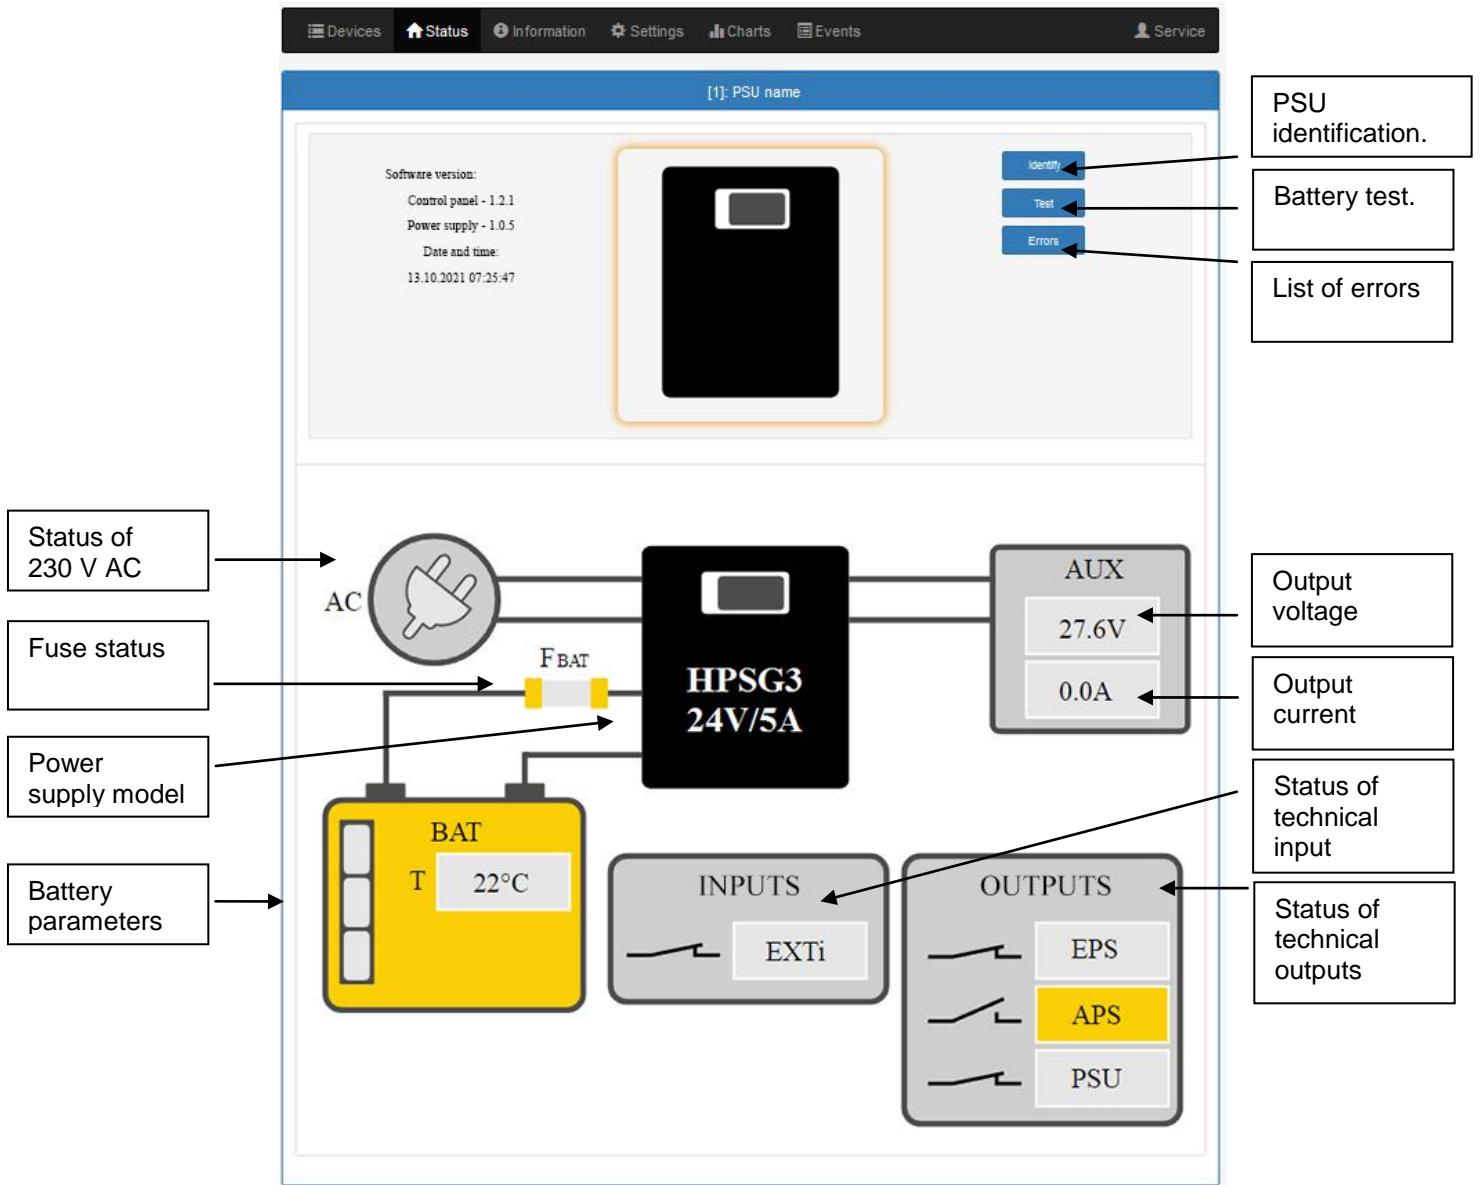 Devices Status Information Settings Charts Events Service
[1]: PSU name
Software version:
Control panel - 1.2.1
Power supply - 1.0.5
Date and time:
13.10.2021 07:25:47
Identify
Test
Errors
PSU
identification.
Battery test.
List of errors
Status of
230 V AC
Fuse status
Power
supply model
Battery
parameters
AC
FBAT
HPSG3
24V/5A
AUX
27.6V
0.0A
Output
voltage
Output
current
Status of
technical
input
Status of
technical
outputs
BAT
T 22°C
INPUTS
EXTi
OUTPUTS
EPS
APS
PSU